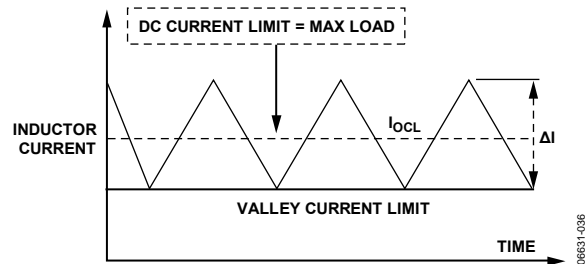 DC CURRENT LIMIT = MAX LOAD
INDUCTOR
CURRENT
IOCL
ΔI
VALLEY CURRENT LIMIT
TIME
06631-036